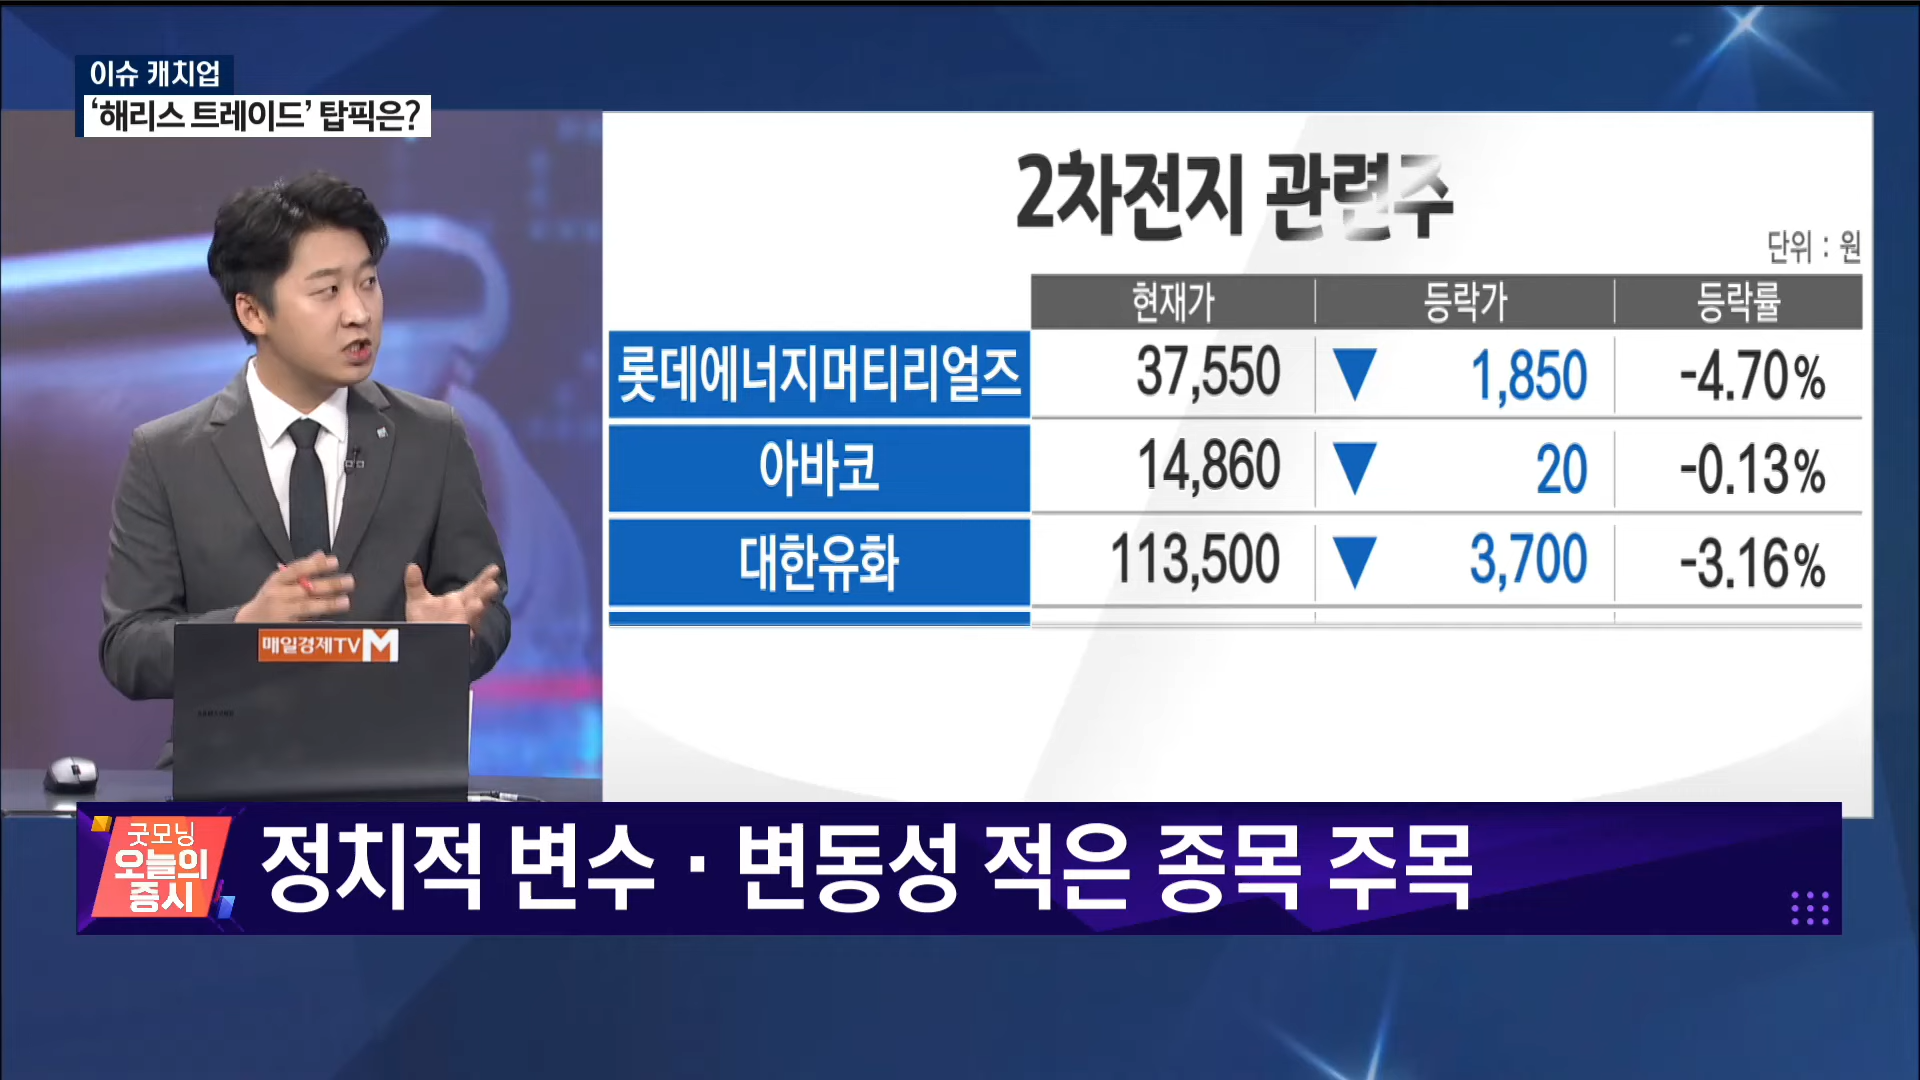 이슈 캐치업
‘해리스 트레이드’ 탑픽은?
2차전지 관련주
단위 : 원
현재가 등락가 등락률
롯데에너지머티리얼즈 37,550 ▼ 1,850 -4.70%
아바코 14,860 ▼ 20 -0.13%
대한유화 113,500 ▼ 3,700 -3.16%
매일경제TV M
SAMSUNG
굿모닝
오늘의
증시
정치적 변수 · 변동성 적은 종목 주목